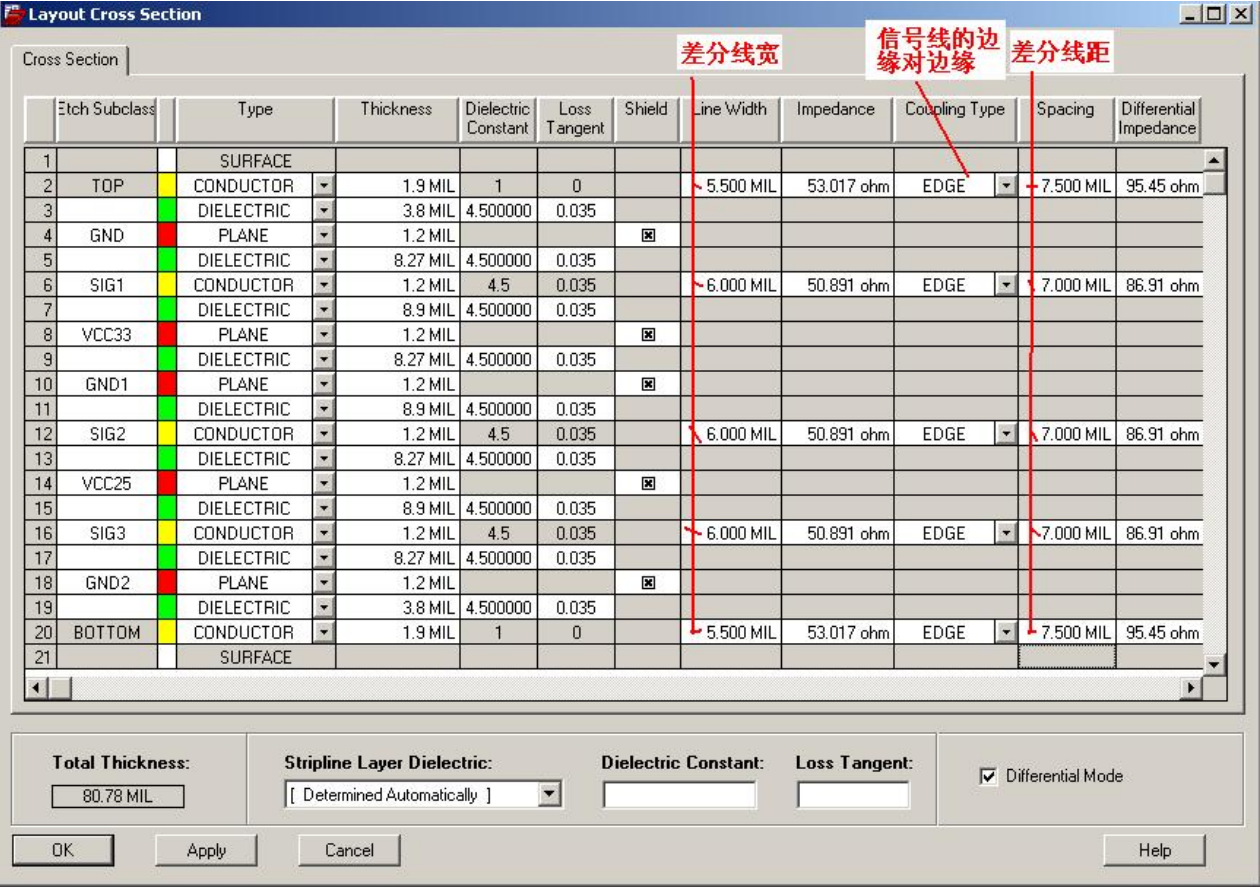 Layout Cross Section
差分线宽
信号线的边
缘对边缘
差分线距
Cross Section
Etch Subclass Type Thickness Dielectric Constant Loss Tangent Shield Line Width Impedance Coupling Type Spacing Differential Impedance
1 SURFACE
2 TOP CONDUCTOR 1.9 MIL 1 0 5.500 MIL 53.017 ohm EDGE 7.500 MIL 95.45 ohm
3 DIELECTRIC 3.8 MIL 4.500000 0.035
4 GND PLANE 1.2 MIL
5 DIELECTRIC 8.27 MIL 4.500000 0.035
6 SIG1 CONDUCTOR 1.2 MIL 4.5 0.035 6.000 MIL 50.891 ohm EDGE 7.000 MIL 86.91 ohm
7 DIELECTRIC 8.9 MIL 4.500000 0.035
8 VCC33 PLANE 1.2 MIL
9 DIELECTRIC 8.27 MIL 4.500000 0.035
10 GND1 PLANE 1.2 MIL
11 DIELECTRIC 8.9 MIL 4.500000 0.035
12 SIG2 CONDUCTOR 1.2 MIL 4.5 0.035 6.000 MIL 50.891 ohm EDGE 7.000 MIL 86.91 ohm
13 DIELECTRIC 8.27 MIL 4.500000 0.035
14 VCC25 PLANE 1.2 MIL
15 DIELECTRIC 8.9 MIL 4.500000 0.035
16 SIG3 CONDUCTOR 1.2 MIL 4.5 0.035 6.000 MIL 50.891 ohm EDGE 7.000 MIL 86.91 ohm
17 DIELECTRIC 8.27 MIL 4.500000 0.035
18 GND2 PLANE 1.2 MIL
19 DIELECTRIC 3.8 MIL 4.500000 0.035
20 BOTTOM CONDUCTOR 1.9 MIL 1 0 5.500 MIL 53.017 ohm EDGE 7.500 MIL 95.45 ohm
21 SURFACE
Total Thickness: Stripline Layer Dielectric: Dielectric Constant: Loss Tangent:
80.78 MIL [ Determined Automatically ] Differential Mode
OK Apply Cancel Help